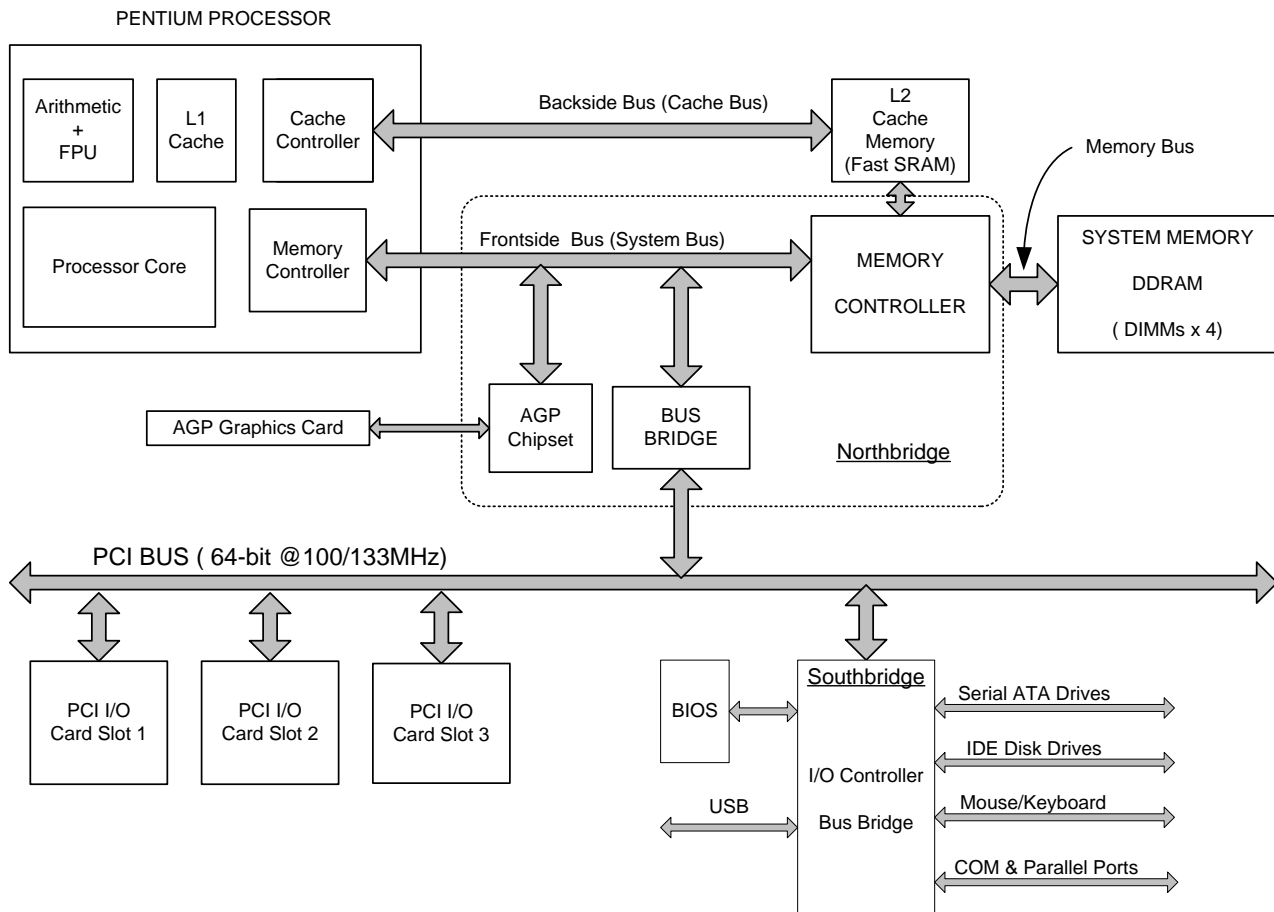 PENTIUM PROCESSOR
Arithmetic
+
FPU
L1
Cache
Cache
Controller
Backside Bus (Cache Bus)
L2
Cache
Memory
(Fast SRAM)
Memory Bus
Processor Core
Memory
Controller
Frontside Bus (System Bus)
MEMORY
CONTROLLER
SYSTEM MEMORY
DDRAM
( DIMMs x 4)
AGP Graphics Card
AGP
Chipset
BUS
BRIDGE
Northbridge
PCI BUS ( 64-bit @100/133MHz)
PCI I/O
Card Slot 1
PCI I/O
Card Slot 2
PCI I/O
Card Slot 3
BIOS
USB
Southbridge
I/O Controller
Bus Bridge
Serial ATA Drives
IDE Disk Drives
Mouse/Keyboard
COM & Parallel Ports